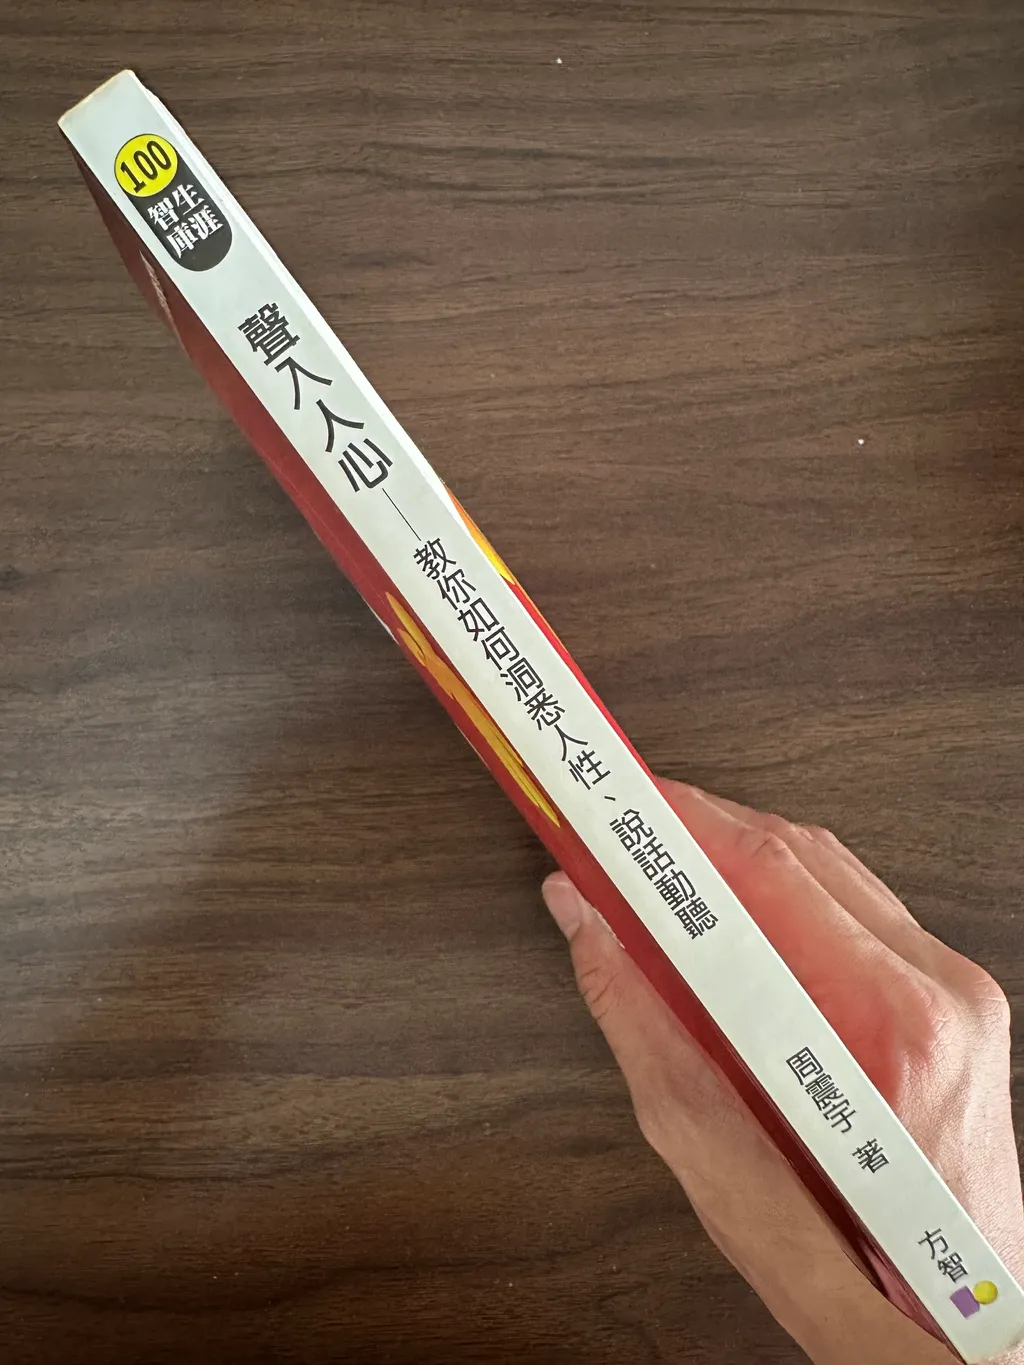 100
生涯
智庫
聲入人心——教你如何洞悉人性、說話動聽
周震宇 著
方智